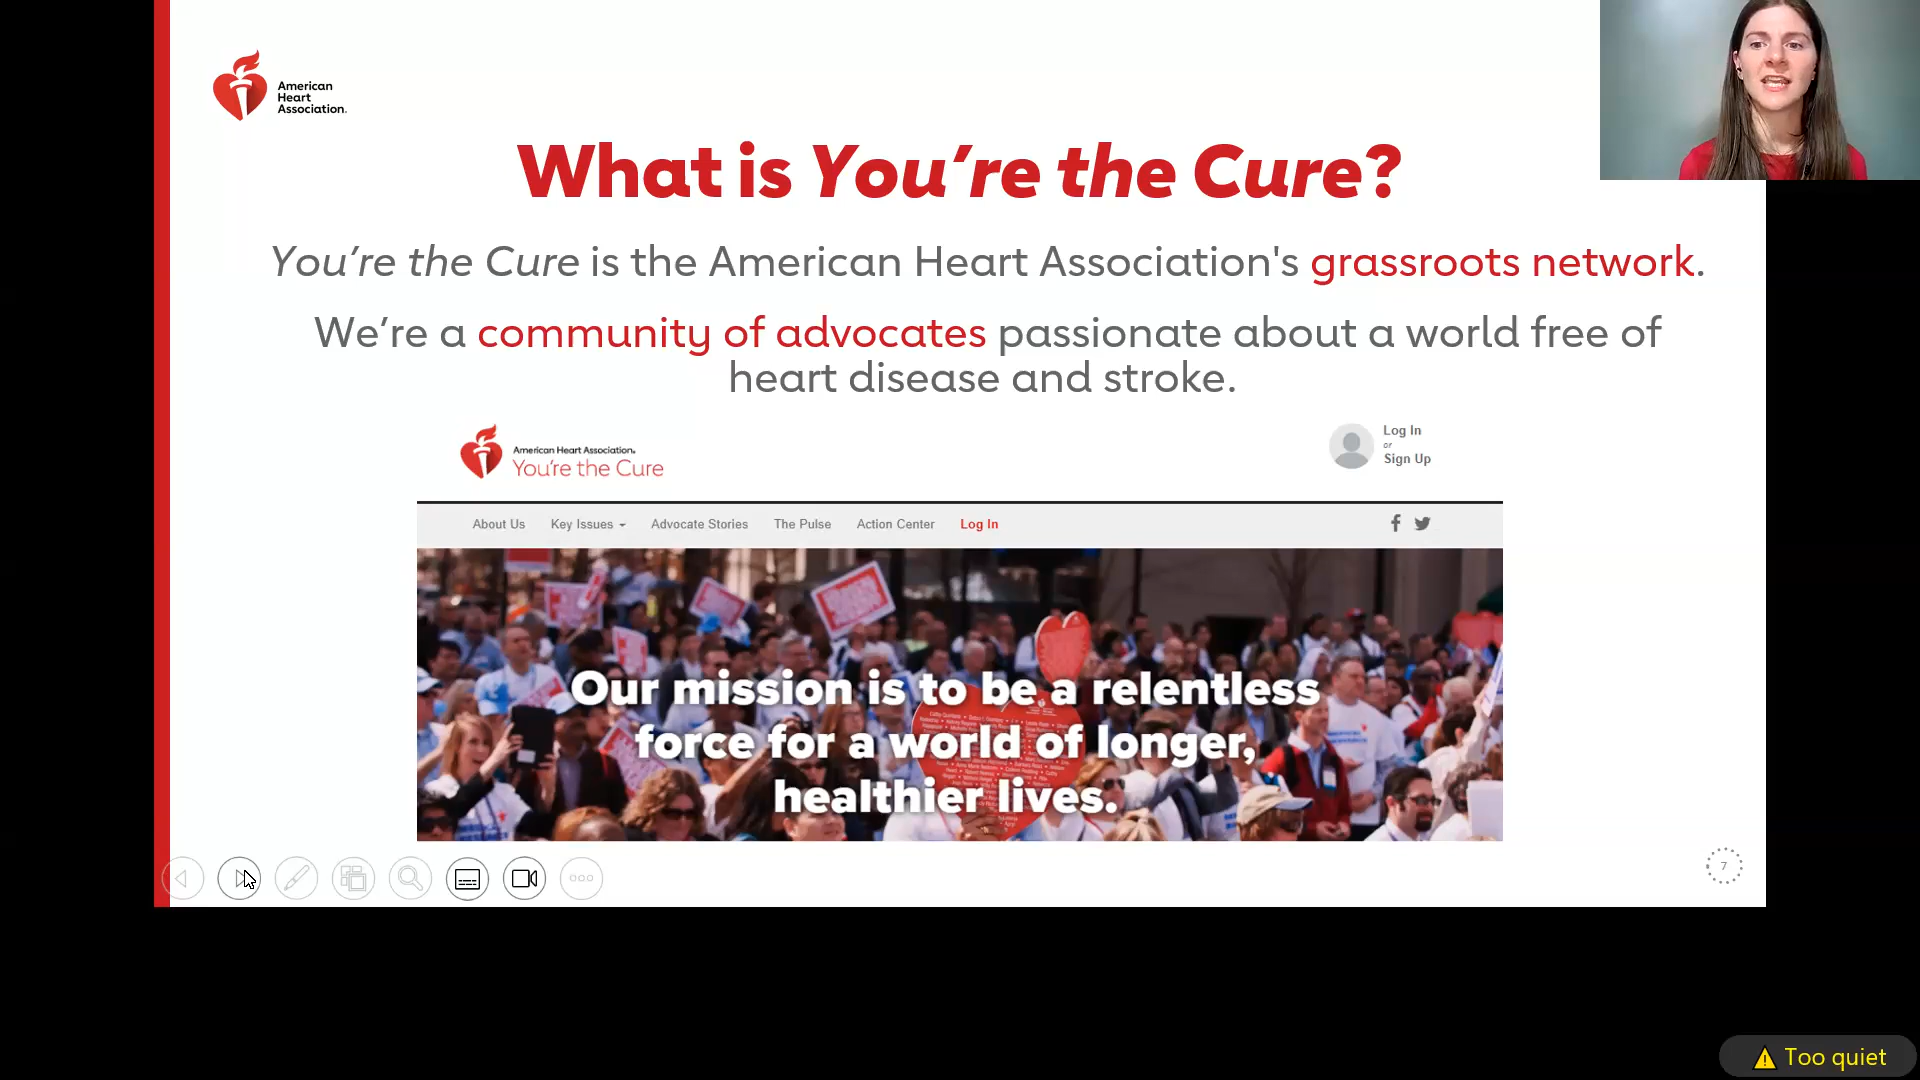 American
Heart
Association.
What is You're the Cure?
You're the Cure is the American Heart Association's grassroots network.
We're a community of advocates passionate about a world free of
heart disease and stroke.
American Heart Association.
You're the Cure
Log In
or
Sign Up
About Us Key Issues Advocate Stories The Pulse Action Center Log In
Our mission is to be a relentless
force for a world of longer,
healthier lives.
7
Too quiet